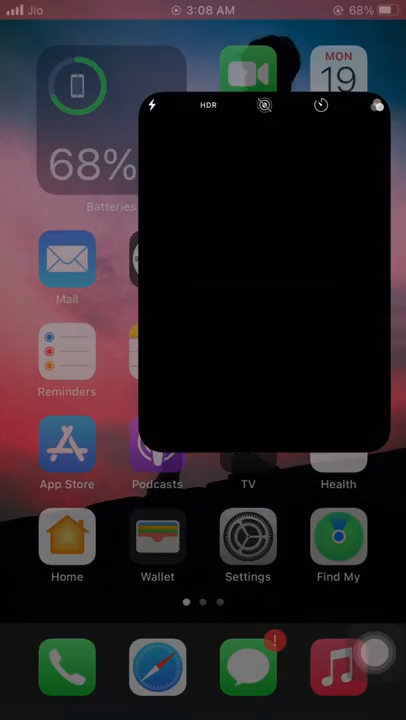 Jio 3:08 AM 68%
MON
19
HDR
68%
Batteries
Mail
Reminders
App Store Podcasts TV Health
Home Wallet Settings Find My
!